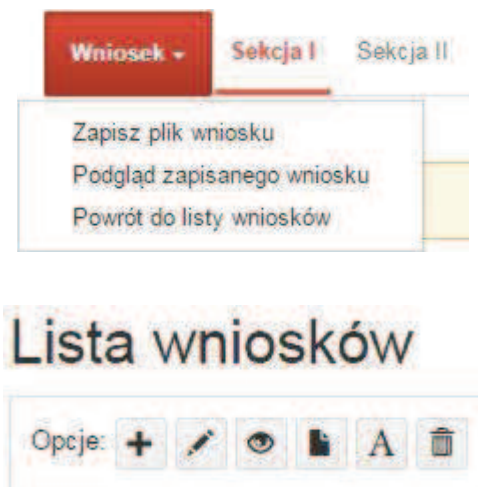 Wniosek Sekcja I Sekcja II
Zapisz plik wniosku
Podgląd zapisanego wniosku
Powrót do listy wniosków
Lista wniosków
Opcje: A